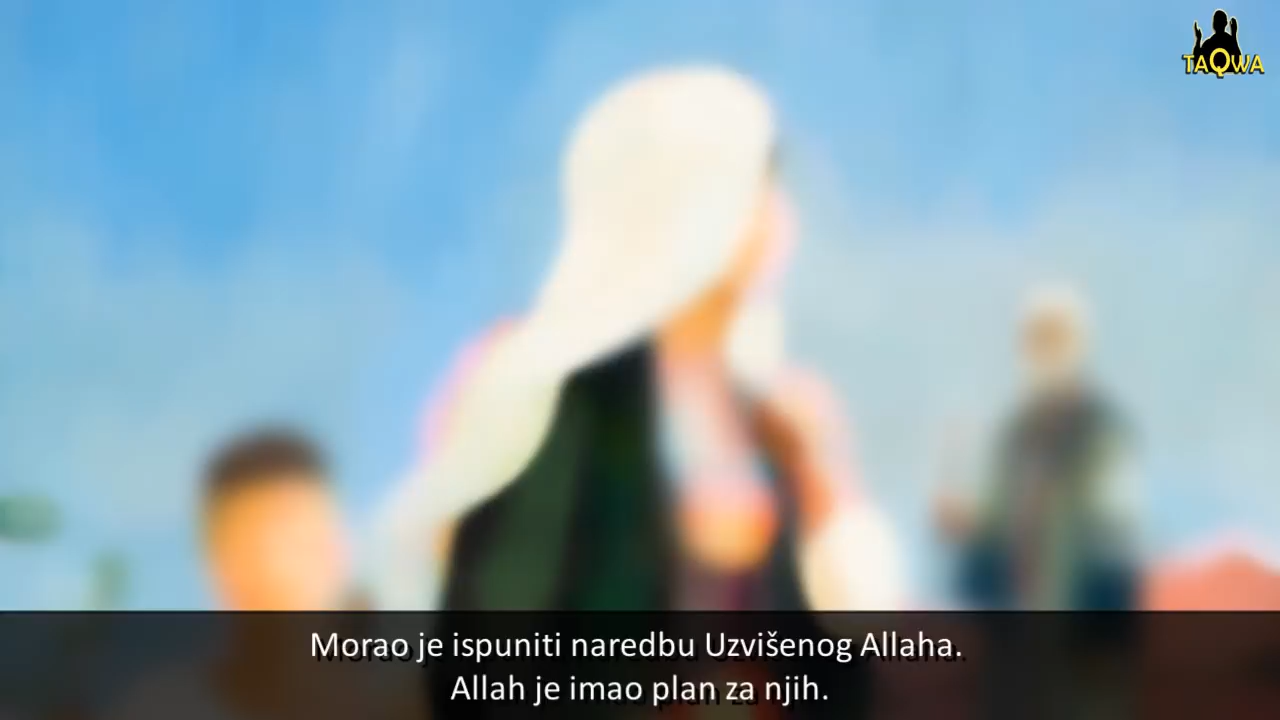 TAQWA
Morao je ispuniti naredbu Uzvišenog Allaha.
Allah je imao plan za njih.